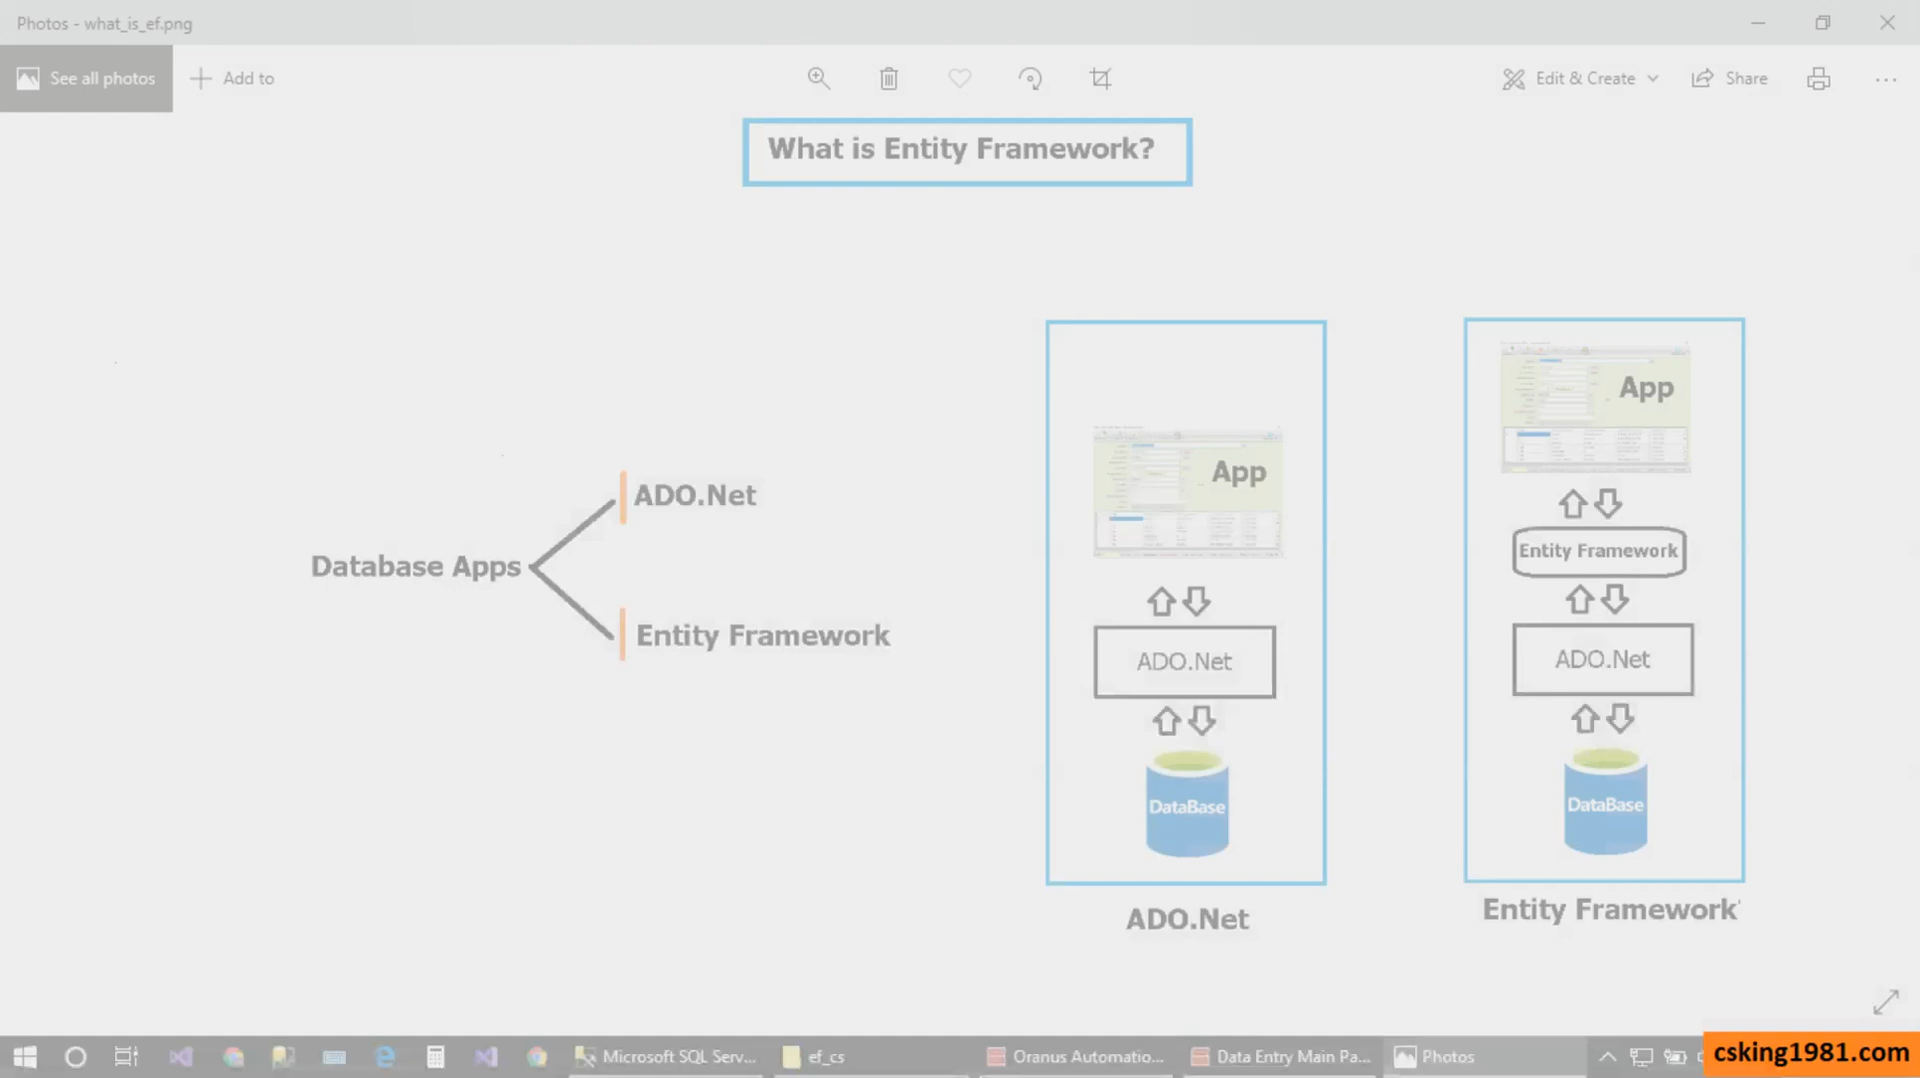 Photos - what_is_ef.png
See all photos
Add to
Edit & Create
Share
What is Entity Framework?
Database Apps
ADO.Net
Entity Framework
App
ADO.Net
DataBase
ADO.Net
App
Entity Framework
ADO.Net
DataBase
Entity Framework
Microsoft SQL Serv...
ef_cs
Oranus Automatio...
Data Entry Main Pa...
Photos
csking1981.com